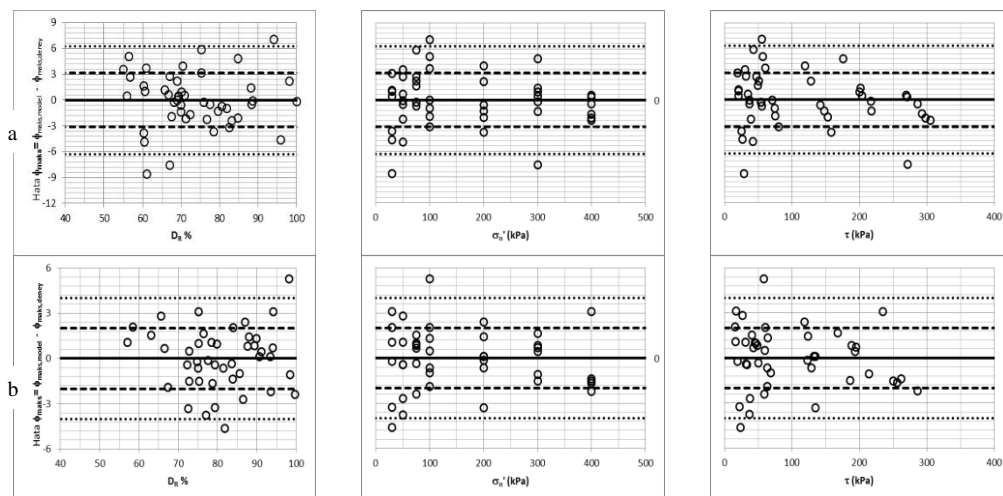 a
Hata ϕmaks= ϕmaks,model - ϕmaks,deney
9
6
3
0
-3
-6
-9
-12
40 50 60 70 80 90 100
D_R %
0
0 100 200 300 400 500
σn' (kPa)
0 100 200 300 400
τ (kPa)
b
Hata ϕmaks= ϕmaks,model - ϕmaks,deney
6
3
0
-3
-6
40 50 60 70 80 90 100
D_R %
0
0 100 200 300 400 500
σn' (kPa)
0 100 200 300 400
τ (kPa)